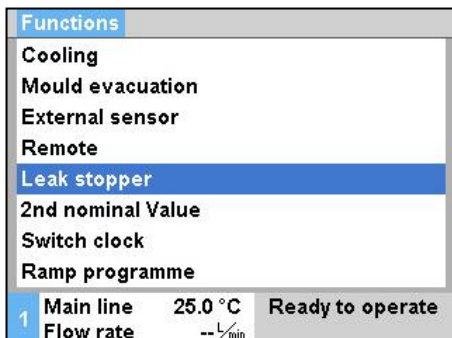 Functions
Cooling
Mould evacuation
External sensor
Remote
Leak stopper
2nd nominal Value
Switch clock
Ramp programme
1 Main line 25.0 °C Ready to operate
Flow rate -- L/min